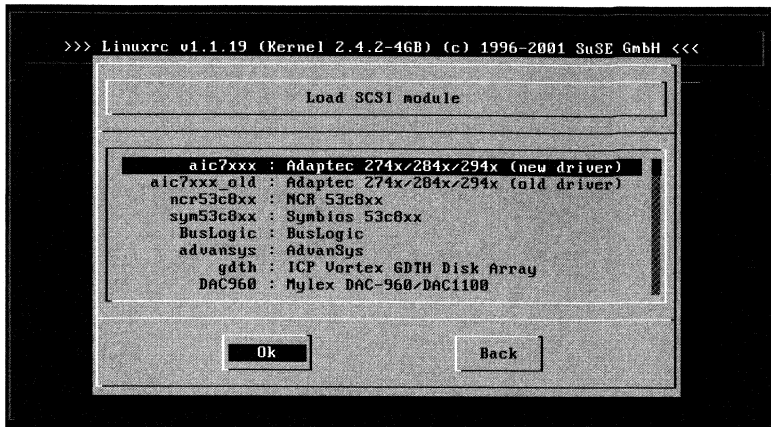 >>> Linuxrc v1.1.19 (Kernel 2.4.2-4GB) (c) 1996-2001 SuSE GmbH <<<
Load SCSI module
aic7xxx : Adaptec 274x/284x/294x (new driver)
aic7xxx_old : Adaptec 274x/284x/294x (old driver)
ncr53c8xx : NCR 53c8xx
sym53c8xx : Symbios 53c8xx
BusLogic : BusLogic
advansys : AdvanSys
gdth : ICP Vortex GDTH Disk Array
DAC960 : Mylex DAC-960/DAC1100
Ok Back